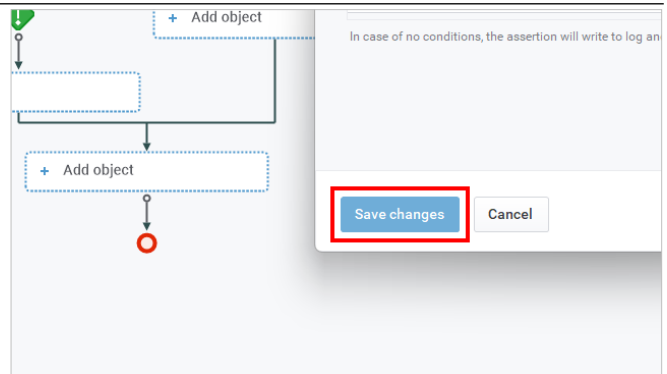 + Add object
In case of no conditions, the assertion will write to log an
+ Add object
Save changes
Cancel